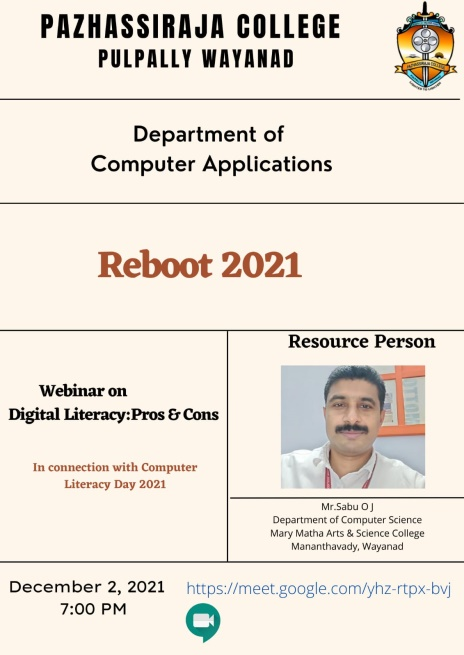 PAZHASSIRAJA COLLEGE
PULPALLY WAYANAD
PAZHASSIRAJA COLLEGE
Department of
Computer Applications
Reboot 2021
Webinar on
Digital Literacy:Pros & Cons
In connection with Computer
Literacy Day 2021
Resource Person
Mr.Sabu O J
Department of Computer Science
Mary Matha Arts & Science College
Mananthavady, Wayanad
December 2, 2021
7:00 PM
https://meet.google.com/yhz-rtpx-bvj